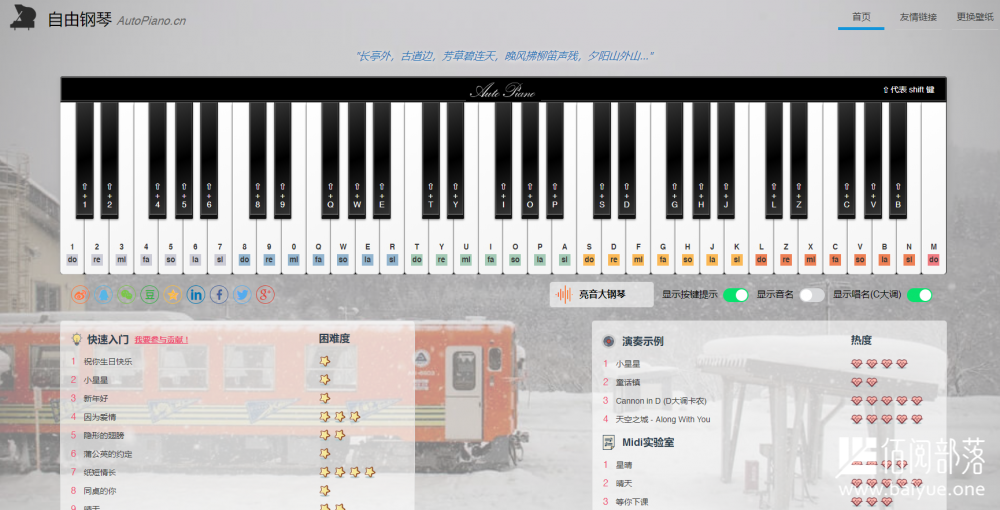 自由钢琴 AutoPiano.cn
首页 友情链接 更换壁纸
"长亭外，古道边，芳草碧连天，晚风拂柳笛声残，夕阳山外山..."
Auto Piano
⇧代表 shift 键
⇧+1 ⇧+2 ⇧+4 ⇧+5 ⇧+6 ⇧+8 ⇧+9 ⇧+Q ⇧+W ⇧+E ⇧+T ⇧+Y ⇧+I ⇧+O ⇧+P ⇧+S ⇧+D ⇧+G ⇧+H ⇧+J ⇧+L ⇧+Z ⇧+C ⇧+V ⇧+B
1 2 3 4 5 6 7 8 9 0 Q W E R T Y U I O P A S D F G H J K L Z X C V B N M
do re mi fa so la si do re mi fa so la si do re mi fa so la si do re mi fa so la si do re mi fa so la si do
亮音大钢琴 显示按键提示 显示音名 显示唱名(C大调)
快速入门 我要参与贡献！ 困难度
1 祝你生日快乐
2 小星星
3 新年好
4 因为爱情
5 隐形的翅膀
6 蒲公英的约定
7 纸短情长
8 同桌的你
9 晴天
演奏示例 热度
1 小星星
2 童话镇
3 Cannon in D (D大调卡农)
4 天空之城 - Along With You
Midi实验室
1 星晴
2 晴天
3 等你下课
佰阅部落
www.baiyue.one